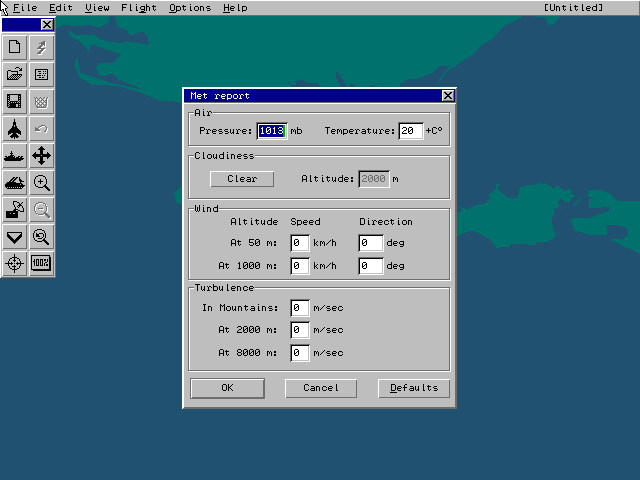 File Edit View Flight Options Help [Untitled]
Met report
Air
Pressure: 1013 mb Temperature: 20 +C°
Cloudiness
Clear Altitude: 2000 m
Wind
Altitude Speed Direction
At 50 m: 0 km/h 0 deg
At 1000 m: 0 km/h 0 deg
Turbulence
In Mountains: 0 m/sec
At 2000 m: 0 m/sec
At 8000 m: 0 m/sec
OK Cancel Defaults
100%